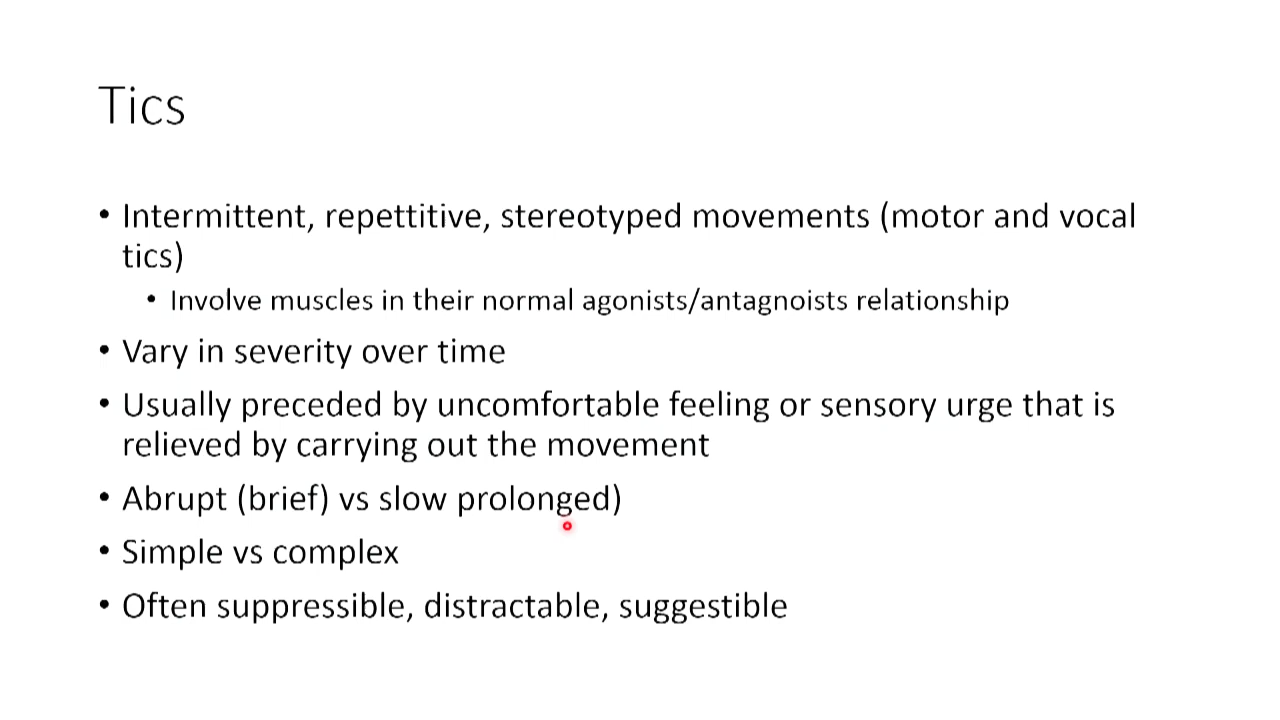 Tics
• Intermittent, repettitive, stereotyped movements (motor and vocal
tics)
• Involve muscles in their normal agonists/antagnoists relationship
• Vary in severity over time
• Usually preceded by uncomfortable feeling or sensory urge that is
relieved by carrying out the movement
• Abrupt (brief) vs slow prolonged)
• Simple vs complex
• Often suppressible, distractable, suggestible